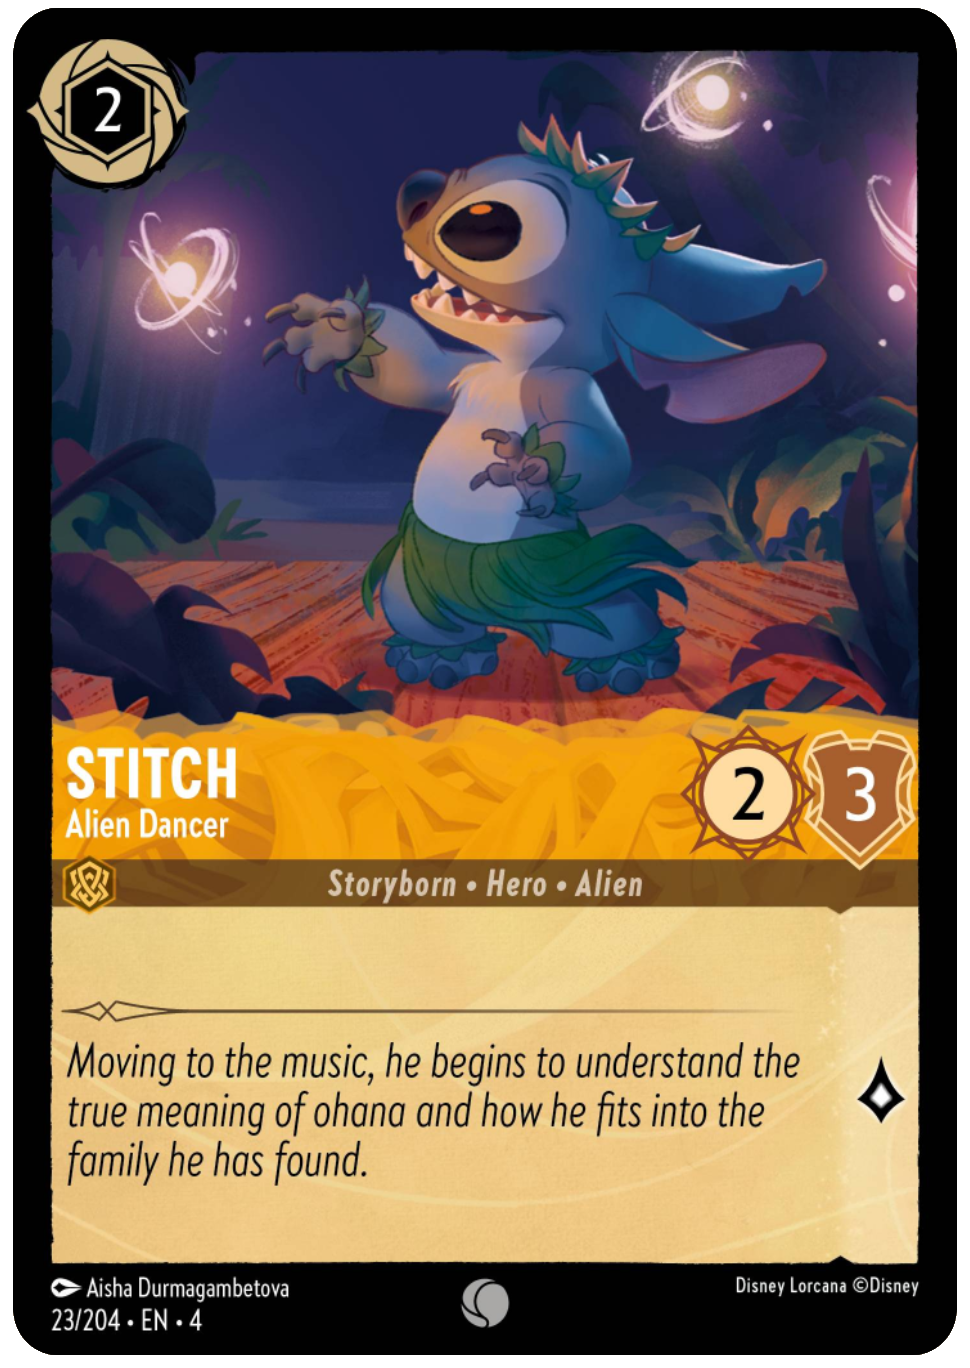 2
STITCH
Alien Dancer
2
3
Storyborn • Hero • Alien
Moving to the music, he begins to understand the
true meaning of ohana and how he fits into the
family he has found.
Aisha Durmagambetova
Disney Lorcana ©Disney
23/204 • EN • 4